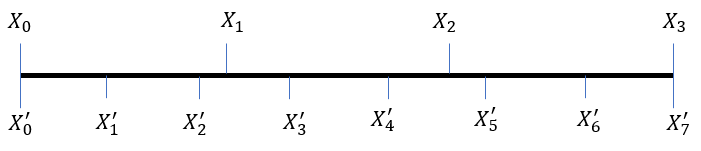 X₀ X₁ X₂ X₃
X′₀ X′₁ X′₂ X′₃ X′₄ X′₅ X′₆ X′₇